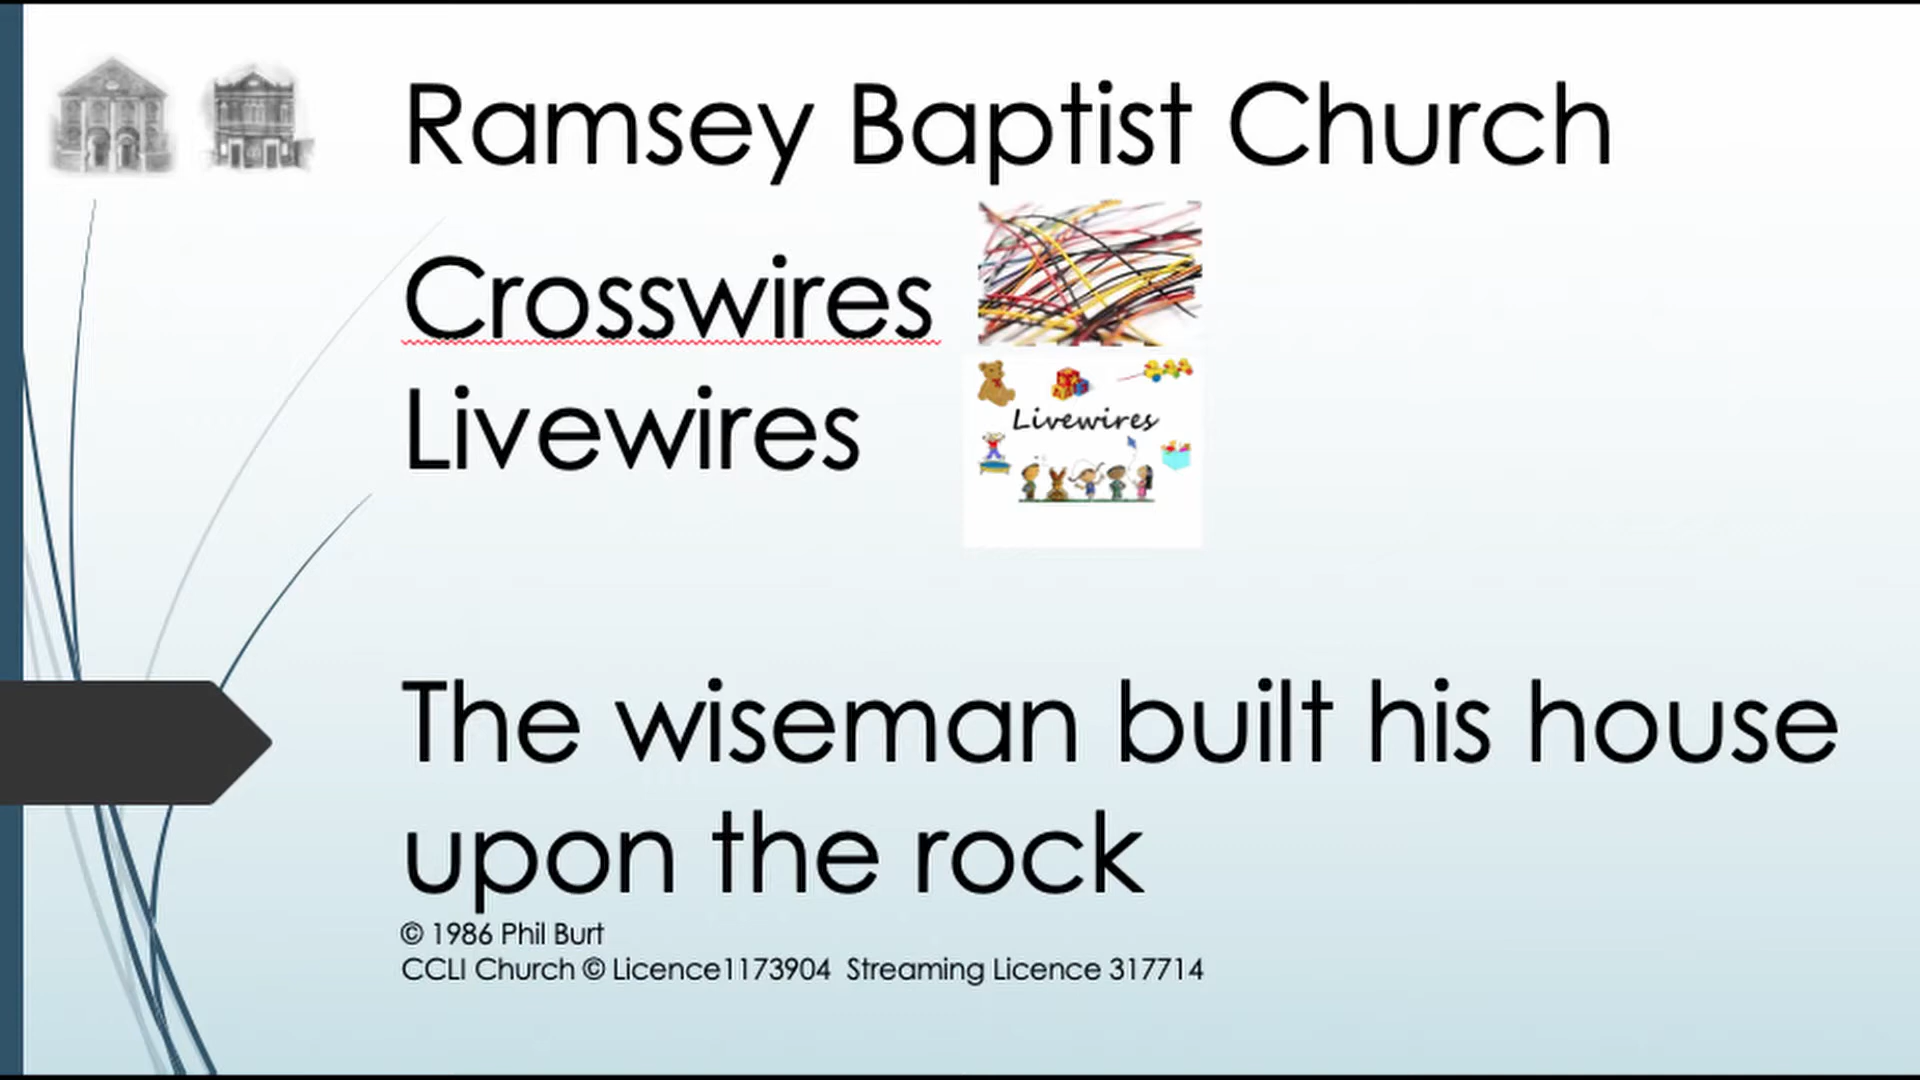 Ramsey Baptist Church
Crosswires
Livewires
Livewires
The wiseman built his house
upon the rock
© 1986 Phil Burt
CCLI Church © Licence1173904  Streaming Licence 317714